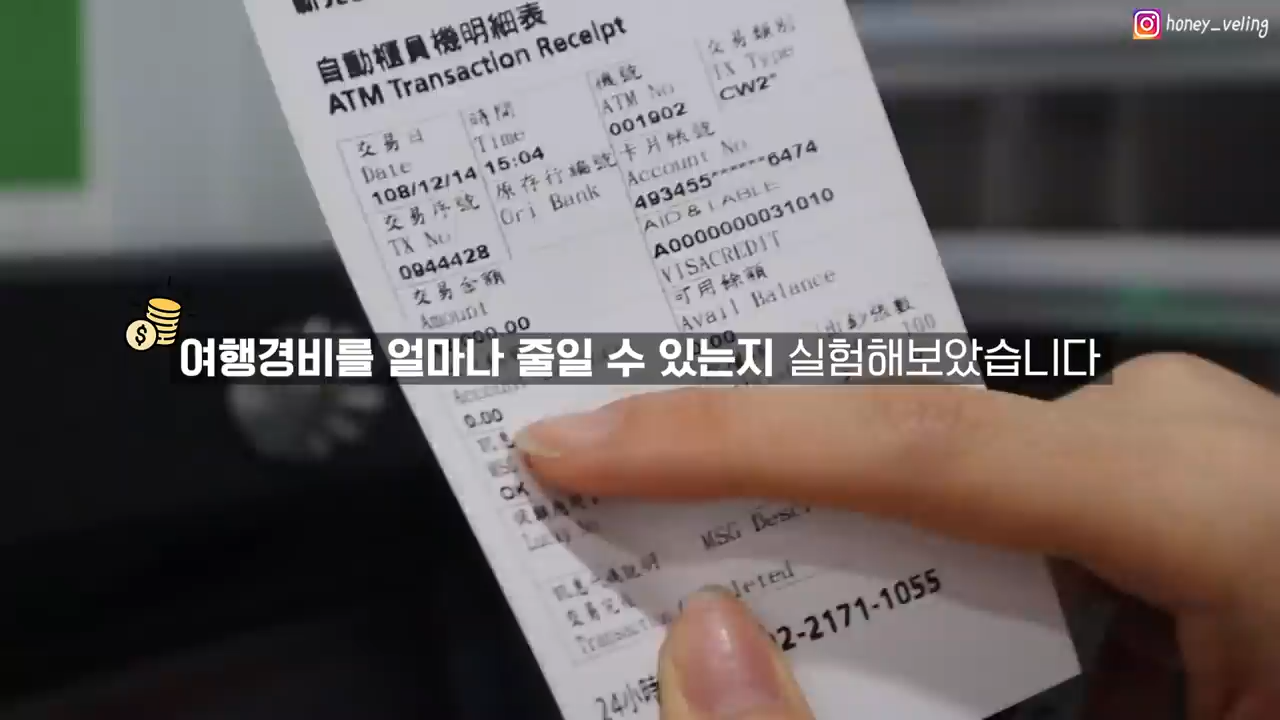 honey_veling
自動櫃員機明細表
ATM Transaction Receipt
交易日 時間 機號 交易類別
Date Time ATM No TX Type
108/12/14 15:04 001902 CW2*
交易序號 原存行編號 卡片帳號
TX No Ori Bank Account No
0944428 493455*******6474
AID & LABLE
A0000000031010
VISACREDIT
交易金額 可用餘額
Amount Avail Balance
여행경비를 얼마나 줄일 수 있는지 실험해보았습니다
0.00
OK
MSG
02-2171-1055
24小時